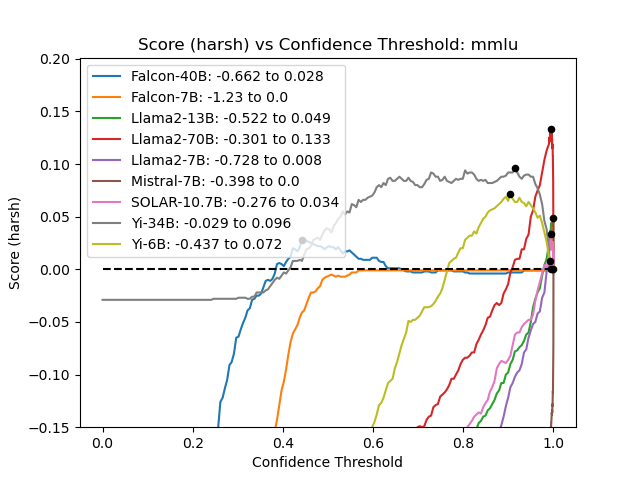 Score (harsh) vs Confidence Threshold: mmlu
Score (harsh)
0.20
0.15
0.10
0.05
0.00
−0.05
−0.10
−0.15
Falcon-40B: -0.662 to 0.028
Falcon-7B: -1.23 to 0.0
Llama2-13B: -0.522 to 0.049
Llama2-70B: -0.301 to 0.133
Llama2-7B: -0.728 to 0.008
Mistral-7B: -0.398 to 0.0
SOLAR-10.7B: -0.276 to 0.034
Yi-34B: -0.029 to 0.096
Yi-6B: -0.437 to 0.072
0.0 0.2 0.4 0.6 0.8 1.0
Confidence Threshold